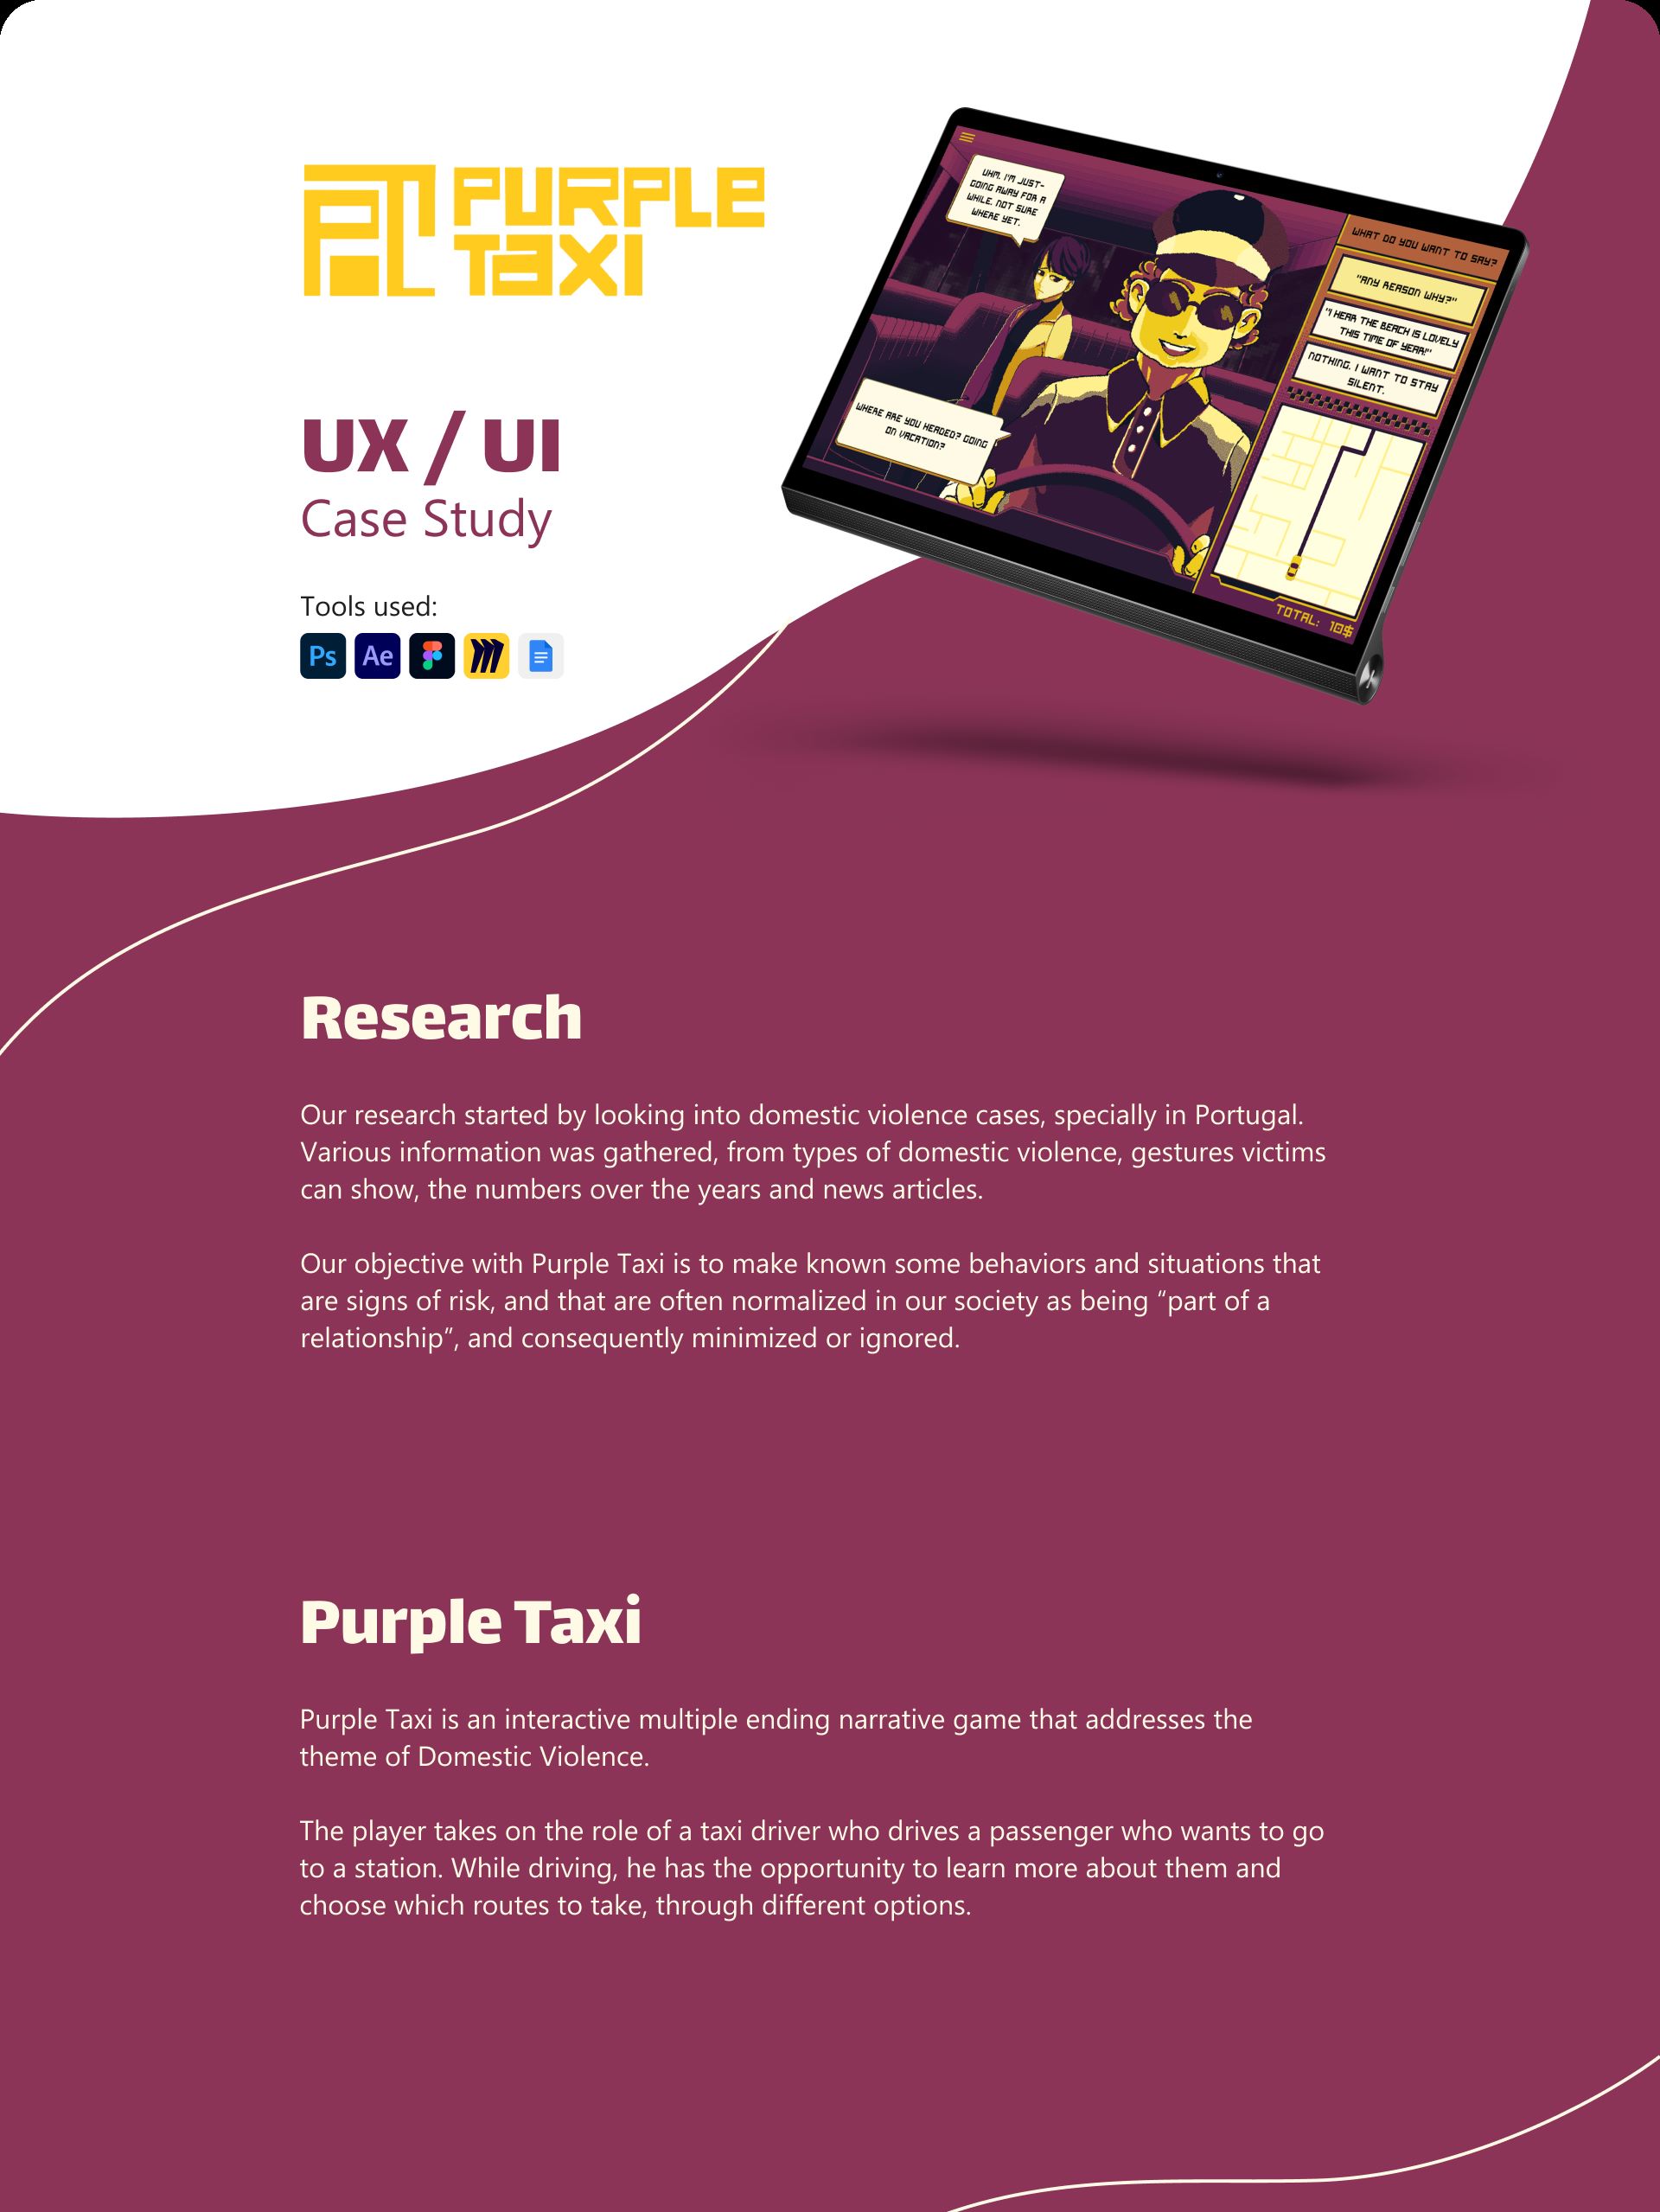 PURPLE
TAXI
UX / UI
Case Study
Tools used:
Ps Ae
UHM, I'M JUST-
GOING AWAY FOR A
WHILE. NOT SURE
WHERE YET.
WHERE ARE YOU HEADED? GOING
ON VACATION?
WHAT DO YOU WANT TO SAY?
"ANY REASON WHY?"
"I HEAR THE BEACH IS LOVELY
THIS TIME OF YEAR!"
NOTHING. I WANT TO STAY
SILENT.
TOTAL: 10$
Research
Our research started by looking into domestic violence cases, specially in Portugal.
Various information was gathered, from types of domestic violence, gestures victims
can show, the numbers over the years and news articles.
Our objective with Purple Taxi is to make known some behaviors and situations that
are signs of risk, and that are often normalized in our society as being “part of a
relationship”, and consequently minimized or ignored.
Purple Taxi
Purple Taxi is an interactive multiple ending narrative game that addresses the
theme of Domestic Violence.
The player takes on the role of a taxi driver who drives a passenger who wants to go
to a station. While driving, he has the opportunity to learn more about them and
choose which routes to take, through different options.